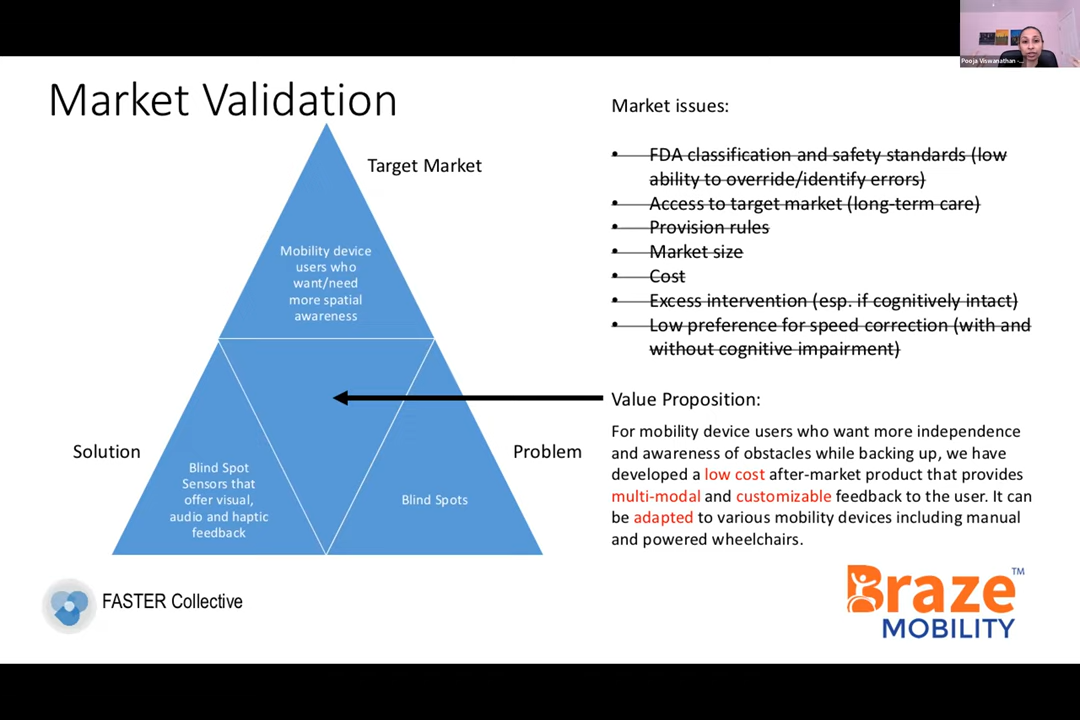 Pooja Viswanathan -...
Market Validation
Target Market
Mobility device
users who
want/need
more spatial
awareness
Solution
Blind Spot
Sensors that
offer visual,
audio and haptic
feedback
Problem
Blind Spots
Market issues:
• FDA classification and safety standards (low
ability to override/identify errors)
• Access to target market (long-term care)
• Provision rules
• Market size
• Cost
• Excess intervention (esp. if cognitively intact)
• Low preference for speed correction (with and
without cognitive impairment)
Value Proposition:
For mobility device users who want more independence
and awareness of obstacles while backing up, we have
developed a low cost after-market product that provides
multi-modal and customizable feedback to the user. It can
be adapted to various mobility devices including manual
and powered wheelchairs.
FASTER Collective
Braze™
MOBILITY